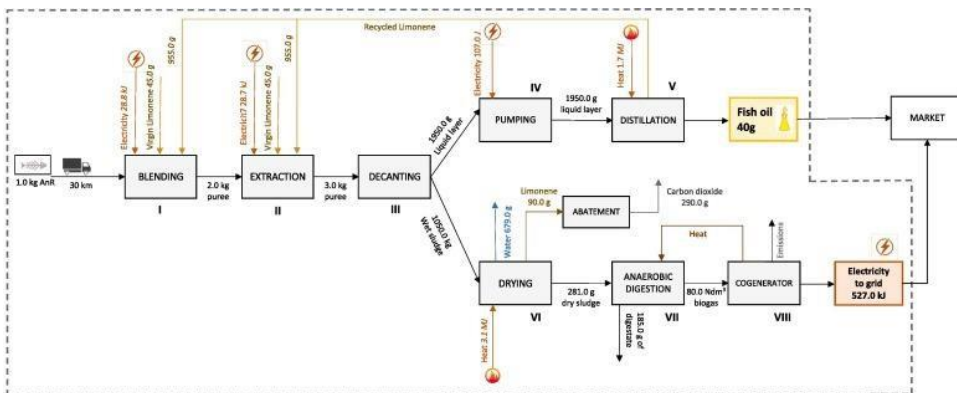 Recycled Limonene
Electricity 28.8 kJ
Virgin Limonene 45.0 g
955.0 g
Electricit7 28.7 kJ
Virgin Limonene 45.0 g
955.0 g
Electricity 107.0 J
Heat 1.7 MJ
IV
V
PUMPING
1950.0 g
liquid layer
DISTILLATION
Fish oil
40g
MARKET
1950.0 g
Liquid layer
1.0 kg AnR
30 km
BLENDING
I
2.0 kg
puree
EXTRACTION
II
3.0 kg
puree
DECANTING
III
1050.0 kg
Wet sludge
Water 679.0 g
Limonene
90.0 g
ABATEMENT
Carbon dioxide
290.0 g
Heat
Emissions
DRYING
VI
281.0 g
dry sludge
ANAEROBIC
DIGESTION
VII
80.0 Ndm³
biogas
COGENERATOR
VIII
Electricity
to grid
527.0 kJ
Heat 3.1 MJ
185.0 g of
digestato